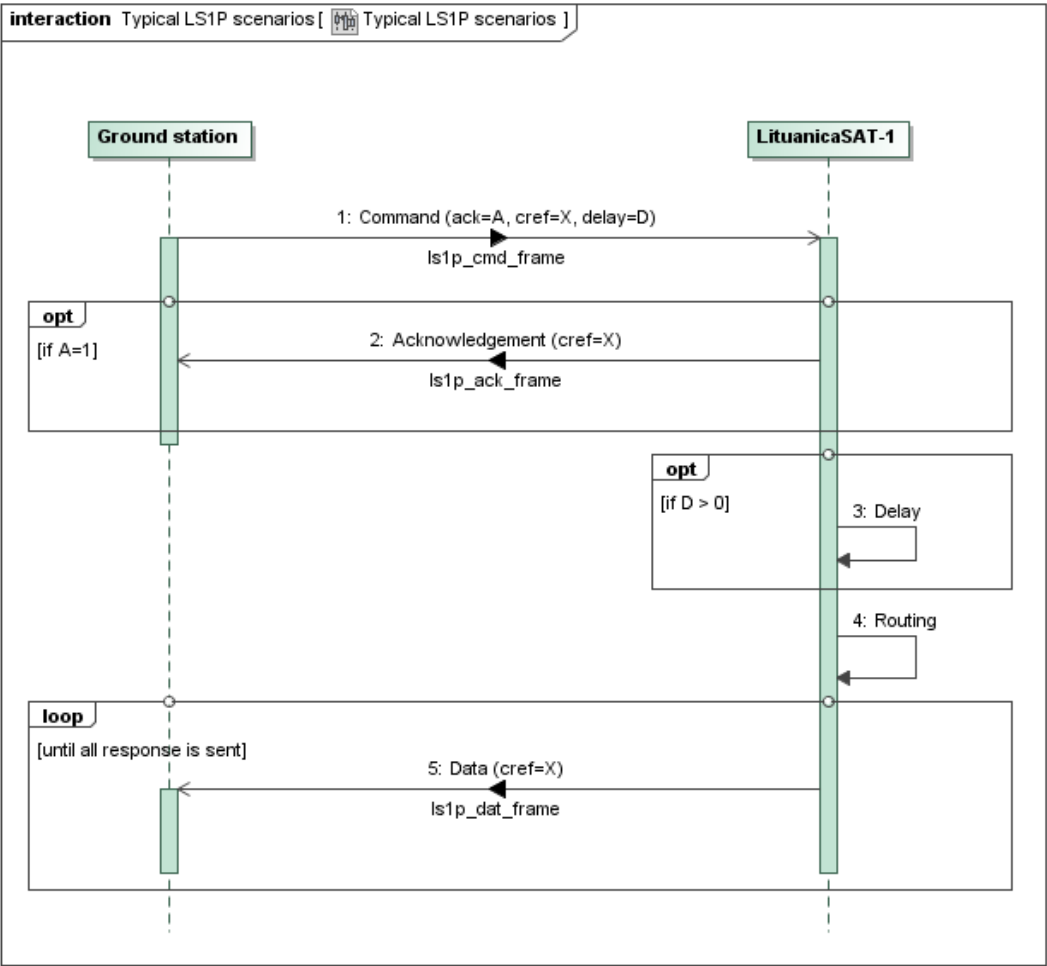 interaction Typical LS1P scenarios [ Typical LS1P scenarios ]
Ground station
LituanicaSAT-1
1: Command (ack=A, cref=X, delay=D)
ls1p_cmd_frame
opt
[if A=1]
2: Acknowledgement (cref=X)
ls1p_ack_frame
opt
[if D > 0]
3: Delay
4: Routing
loop
[until all response is sent]
5: Data (cref=X)
ls1p_dat_frame